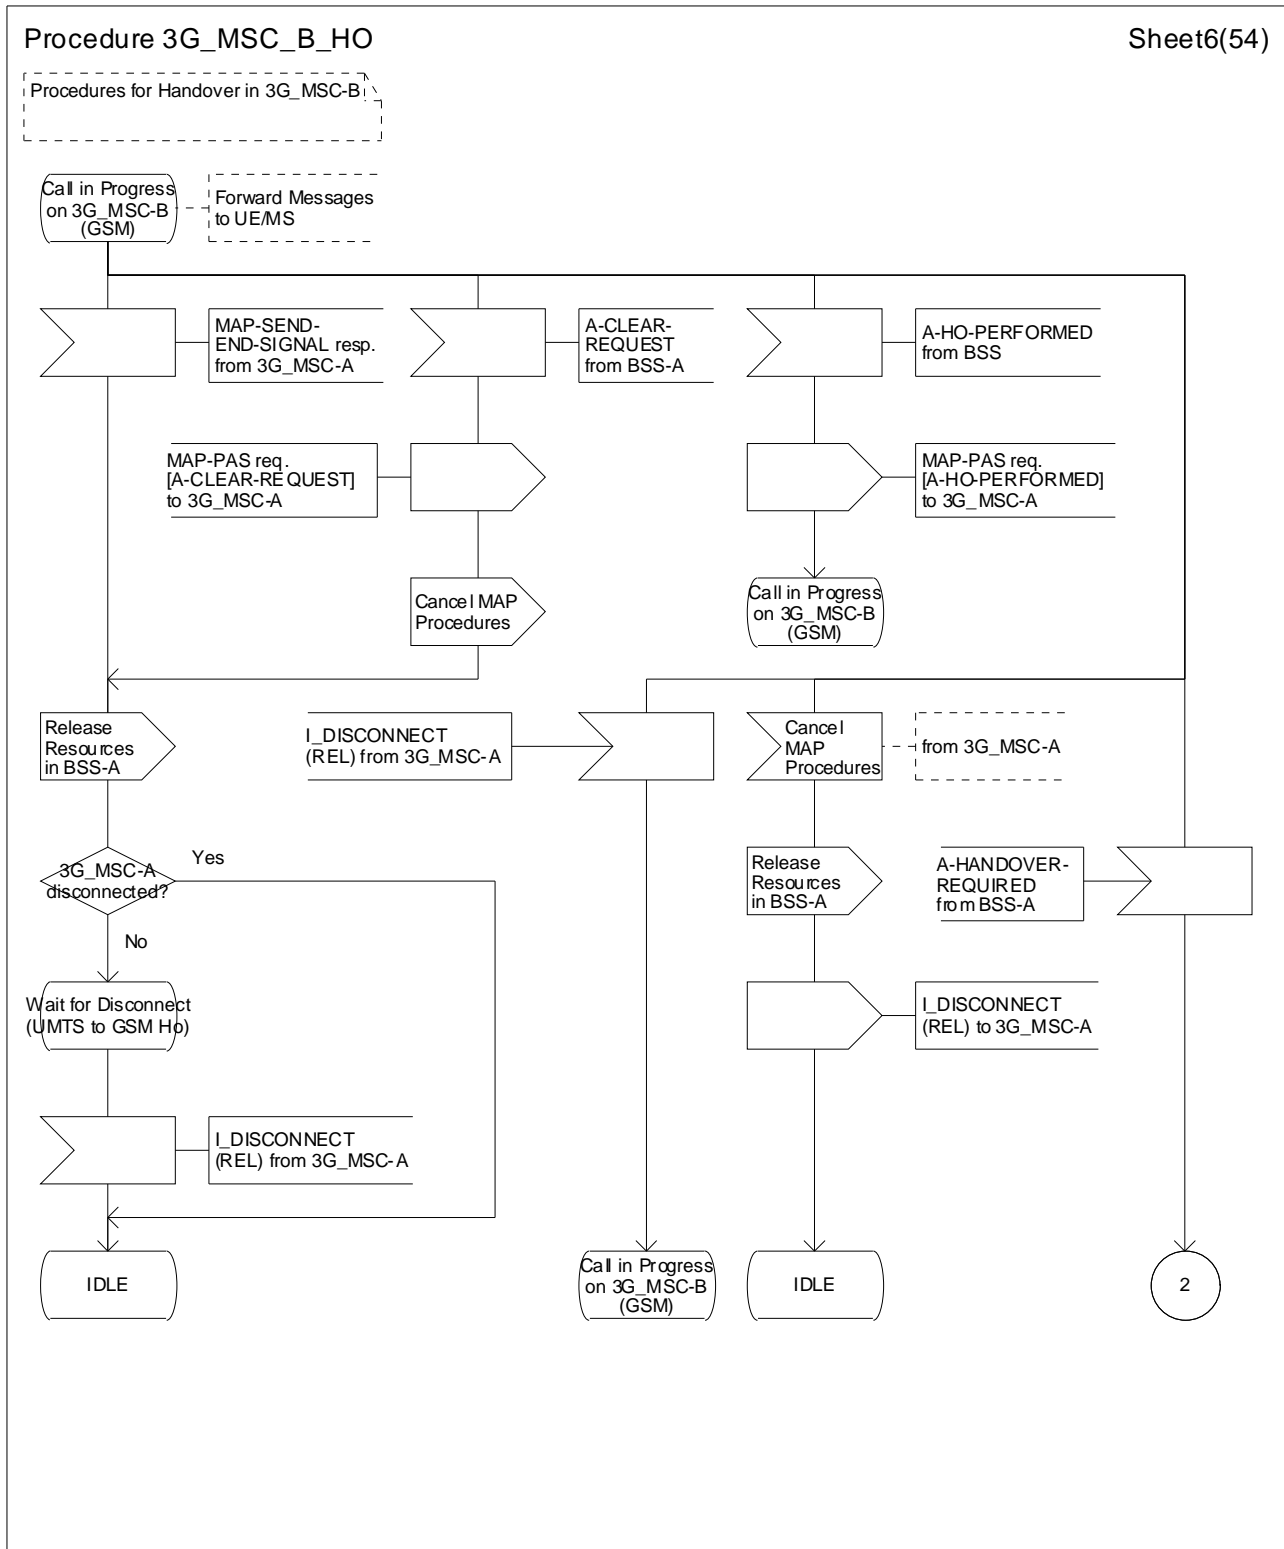 Procedure 3G_MSC_B_HO
Sheet6(54)
Procedures for Handover in 3G_MSC-B
Call in Progress
on 3G_MSC-B
(GSM)
Forward Messages
to UE/MS
MAP-SEND-
END-SIGNAL resp.
from 3G_MSC-A
A-CLEAR-
REQUEST
from BSS-A
A-HO-PERFORMED
from BSS
MAP-PAS req.
[A-CLEAR-REQUEST]
to 3G_MSC-A
MAP-PAS req.
[A-HO-PERFORMED]
to 3G_MSC-A
Cancel MAP
Procedures
Call in Progress
on 3G_MSC-B
(GSM)
Release
Resources
in BSS-A
I_DISCONNECT
(REL) from 3G_MSC-A
Cancel
MAP
Procedures
from 3G_MSC-A
3G_MSC-A
disconnected?
Yes
No
Release
Resources
in BSS-A
A-HANDOVER-
REQUIRED
from BSS-A
Wait for Disconnect
(UMTS to GSM Ho)
I_DISCONNECT
(REL) to 3G_MSC-A
I_DISCONNECT
(REL) from 3G_MSC-A
IDLE
Call in Progress
on 3G_MSC-B
(GSM)
IDLE
2